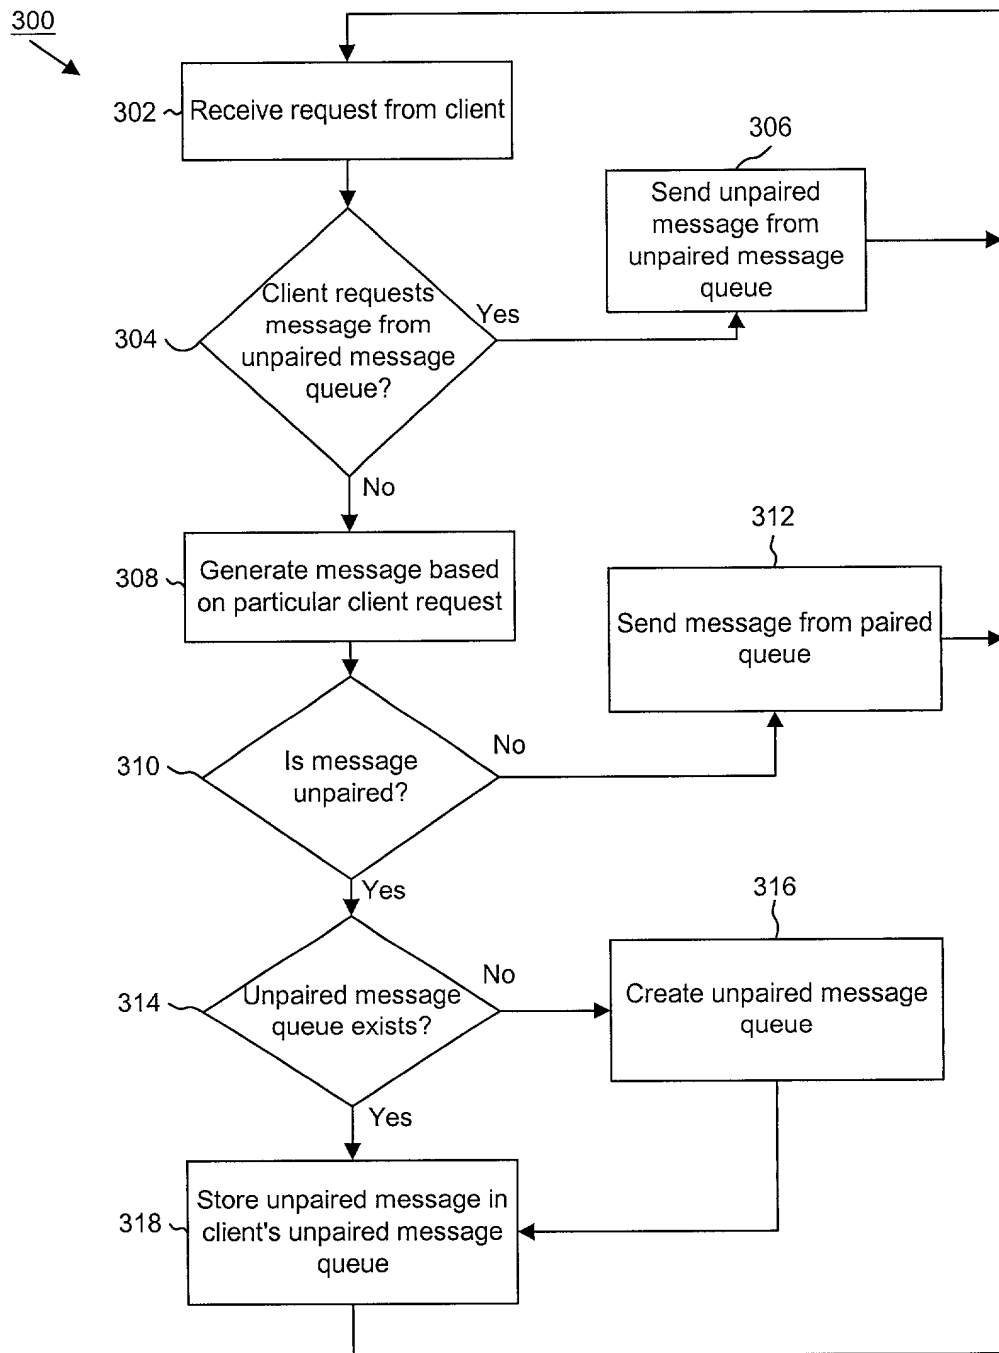 300
302
Receive request from client
306
Send unpaired
message from
unpaired message
queue
304
Client requests
message from
unpaired message
queue?
Yes
No
308
Generate message based
on particular client request
312
Send message from paired
queue
310
Is message
unpaired?
No
Yes
314
Unpaired message
queue exists?
No
316
Create unpaired message
queue
Yes
318
Store unpaired message in
client's unpaired message
queue